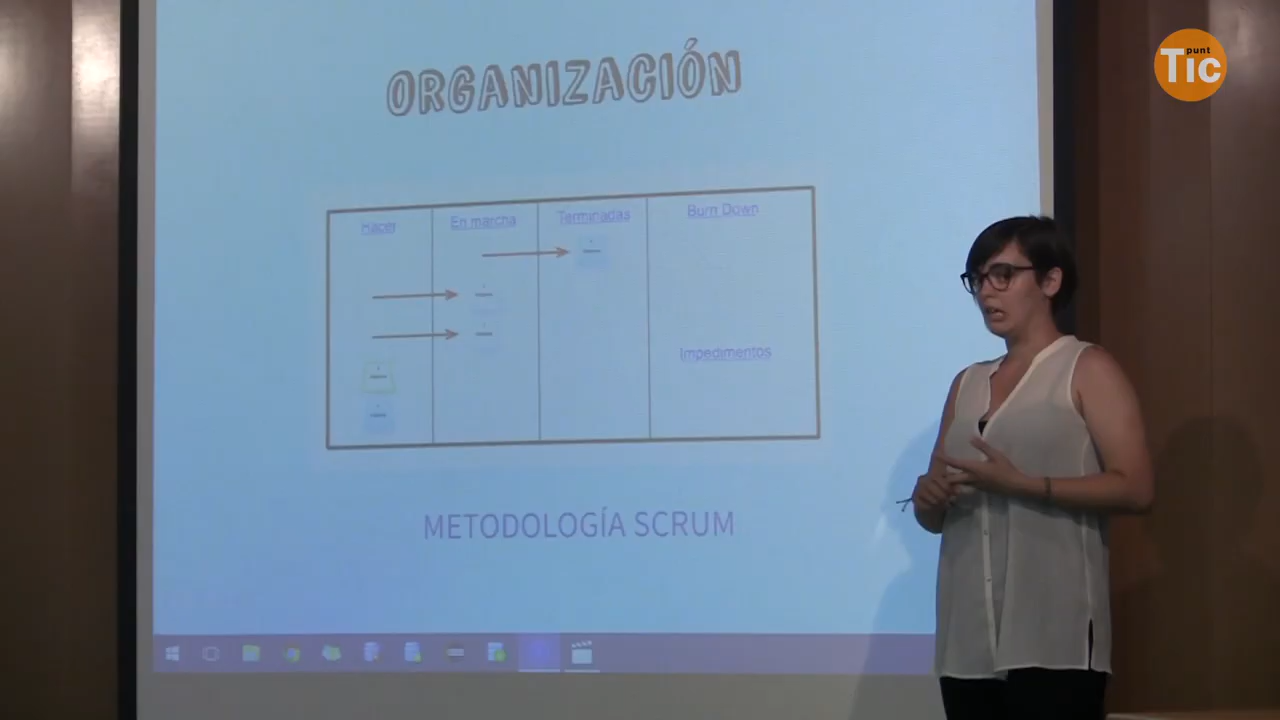 punt
Tic
ORGANIZACIÓN
Hacer
En marcha
Terminadas
Burn Down
Impedimentos
METODOLOGÍA SCRUM